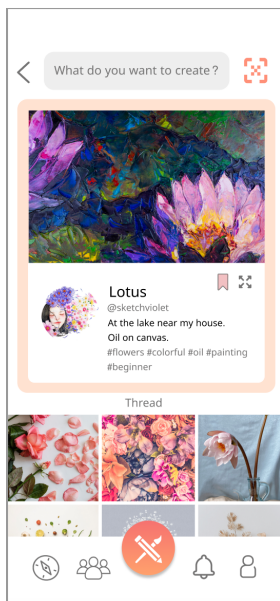 What do you want to create?
Lotus
@sketchviolet
At the lake near my house.
Oil on canvas.
#flowers #colorful #oil #painting
#beginner
Thread